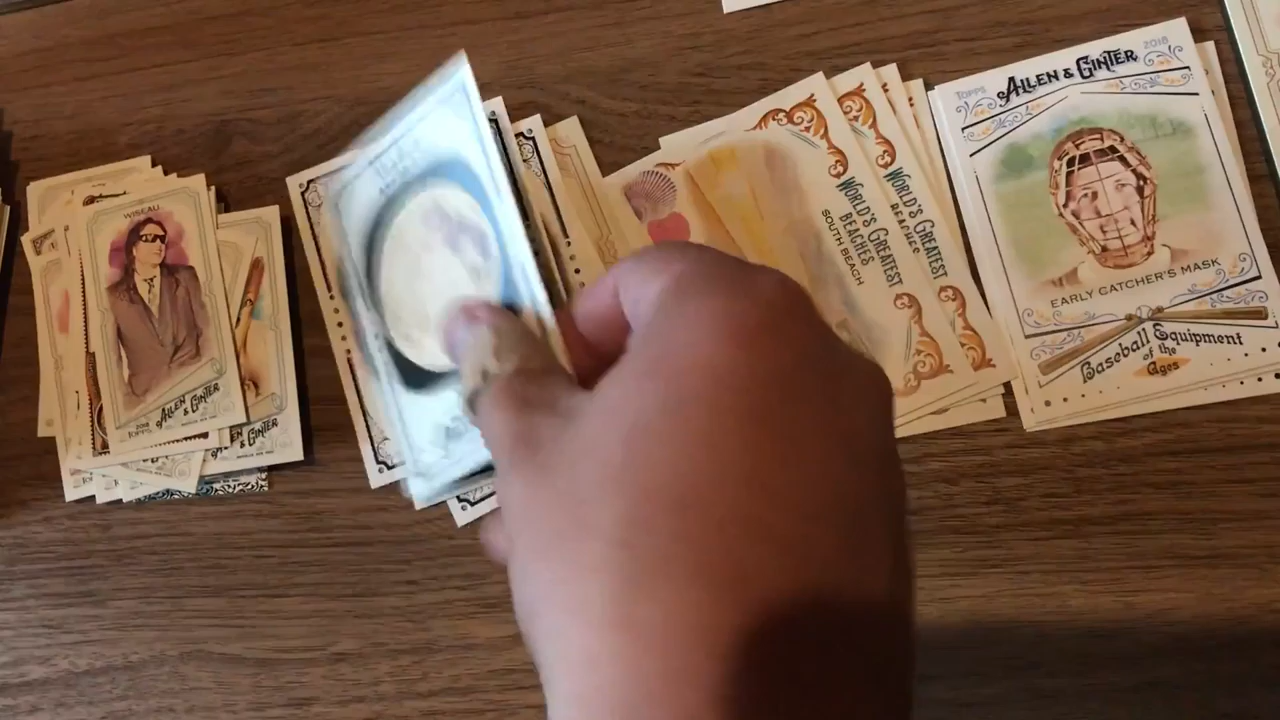 WISEAU
2018
TOPPS
ALLEN & GINTER
EN & GINTER
WORLD'S GREATEST
BEACHES
SOUTH BEACH
WORLD'S GREATEST
BEACHES
TOPPS ALLEN & GINTER 2018
EARLY CATCHER'S MASK
Baseball Equipment
of the
Ages